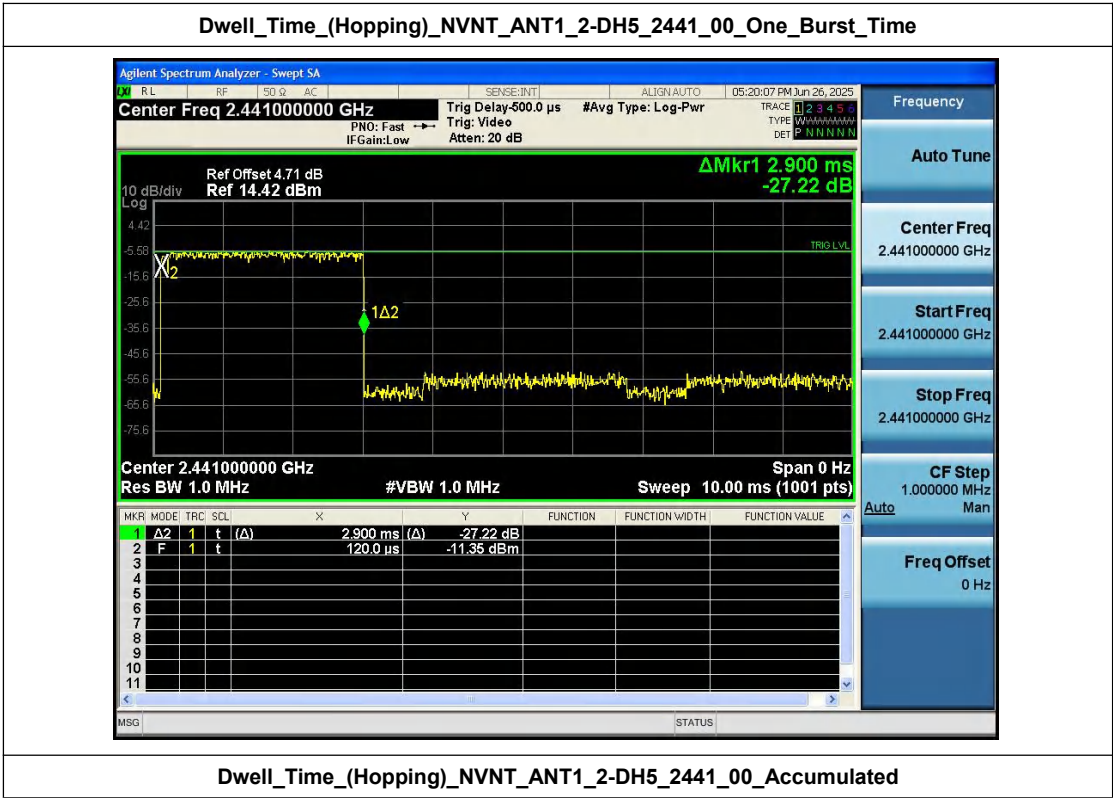 Dwell_Time_(Hopping)_NVNT_ANT1_2-DH5_2441_00_One_Burst_Time
Agilent Spectrum Analyzer - Swept SA
LXI RL RF 50 Ω AC SENSE:INT ALIGN AUTO 05:20:07 PM Jun 26, 2025
Center Freq 2.441000000 GHz Trig Delay-500.0 µs #Avg Type: Log-Pwr TRACE 1 2 3 4 5 6
PNO: Fast Trig: Video TYPE WWWWWW
IFGain:Low Atten: 20 dB DET P N N N N N
Frequency
Auto Tune
Center Freq
2.441000000 GHz
Start Freq
2.441000000 GHz
Stop Freq
2.441000000 GHz
CF Step
1.000000 MHz
Auto Man
Freq Offset
0 Hz
ΔMkr1 2.900 ms
-27.22 dB
Ref Offset 4.71 dB
10 dB/div Ref 14.42 dBm
Log
4.42
-5.58
TRIG LVL
2
-15.6
-25.6
1Δ2
-35.6
-45.6
-55.6
-65.6
-75.6
Center 2.441000000 GHz Span 0 Hz
Res BW 1.0 MHz #VBW 1.0 MHz Sweep 10.00 ms (1001 pts)
MKR MODE TRC SCL X Y FUNCTION FUNCTION WIDTH FUNCTION VALUE
1 Δ2 1 t (Δ) 2.900 ms (Δ) -27.22 dB
2 F 1 t 120.0 µs -11.35 dBm
3
4
5
6
7
8
9
10
11
MSG STATUS
Dwell_Time_(Hopping)_NVNT_ANT1_2-DH5_2441_00_Accumulated